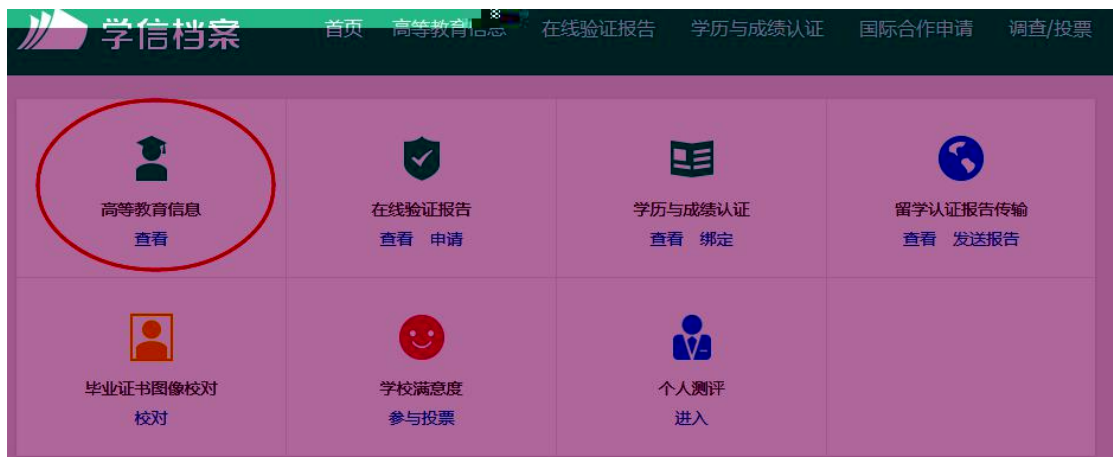 学信档案
首页 高等教育信息 在线验证报告 学历与成绩认证 国际合作申请 调查/投票
高等教育信息 在线验证报告 学历与成绩认证 留学认证报告传输
查看 查看 申请 查看 绑定 查看 发送报告
毕业证书图像校对 学校满意度 个人测评
校对 参与投票 进入